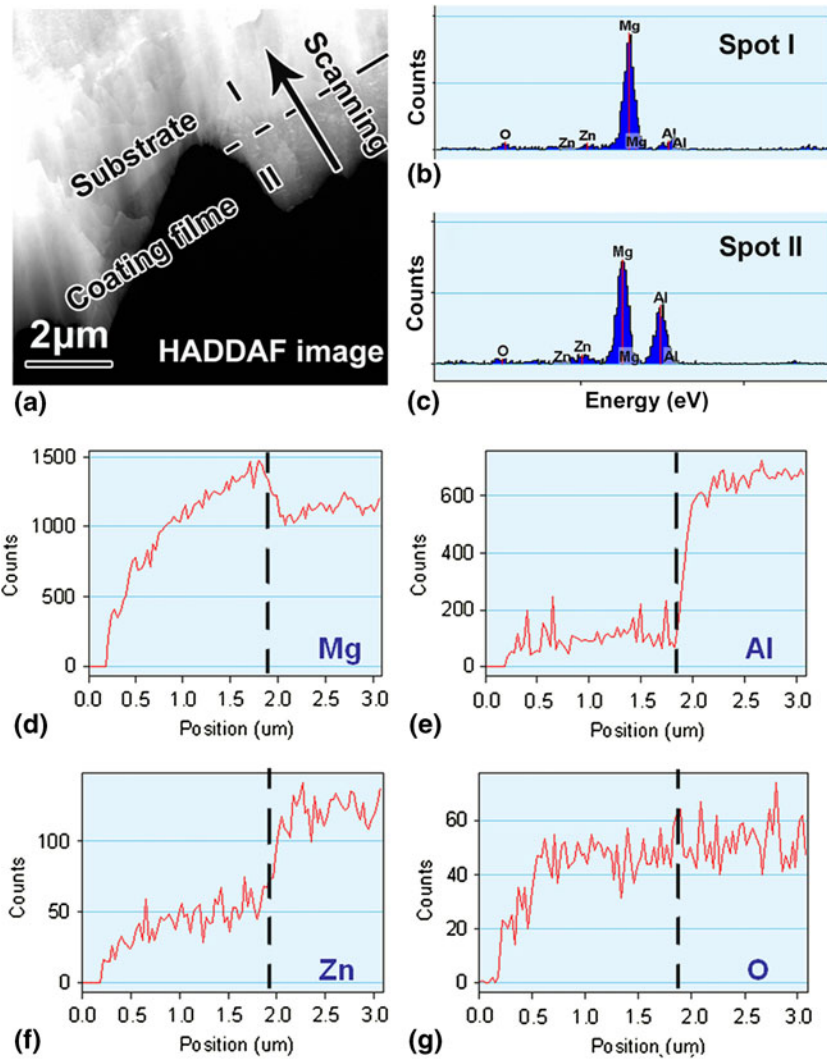 Substrate
I
Scanning
Coating filme
II
2µm
HADDAF image
(a)
Counts
Spot I
Mg
O
Zn
Zn
Mg
Al
Al
(b)
Counts
Spot II
Mg
Al
O
Zn
Zn
Mg
Al
(c)
Energy (eV)
Counts
1500
1000
500
0
Mg
0.0 0.5 1.0 1.5 2.0 2.5 3.0
(d)
Position (um)
Counts
600
400
200
0
Al
0.0 0.5 1.0 1.5 2.0 2.5 3.0
(e)
Position (um)
Counts
100
50
0
Zn
0.0 0.5 1.0 1.5 2.0 2.5 3.0
(f)
Position (um)
Counts
60
40
20
0
O
0.0 0.5 1.0 1.5 2.0 2.5 3.0
(g)
Position (um)